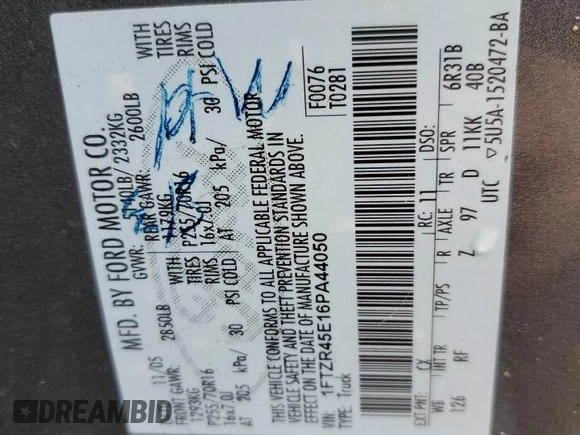 MFD. BY FORD MOTOR CO.
11/05 GVWR: 5140LB/ 2332KG
FRONT GAWR: 2850LB REAR GAWR: 2600LB
1293KG WITH 1179KG WITH
P255/70R16 TIRES P255/70R16 TIRES
16x7.0J RIMS 16x7.0J RIMS
AT 205 kPa/ 30 PSI COLD AT 205 kPa/ 30 PSI COLD
THIS VEHICLE CONFORMS TO ALL APPLICABLE FEDERAL MOTOR
VEHICLE SAFETY AND THEFT PREVENTION STANDARDS IN
EFFECT ON THE DATE OF MANUFACTURE SHOWN ABOVE.
VIN: 1FTZR45E16PA44050 F0076
TYPE: Truck T0281
EXT PNT: CX RC: 11 DSO:
WB INT TR TP/PS R AXLE TR SPR 6R31B
126 RF Z 97 D 11KK 40B
UTC ▽5U5A-1520472-BA
DREAMBID